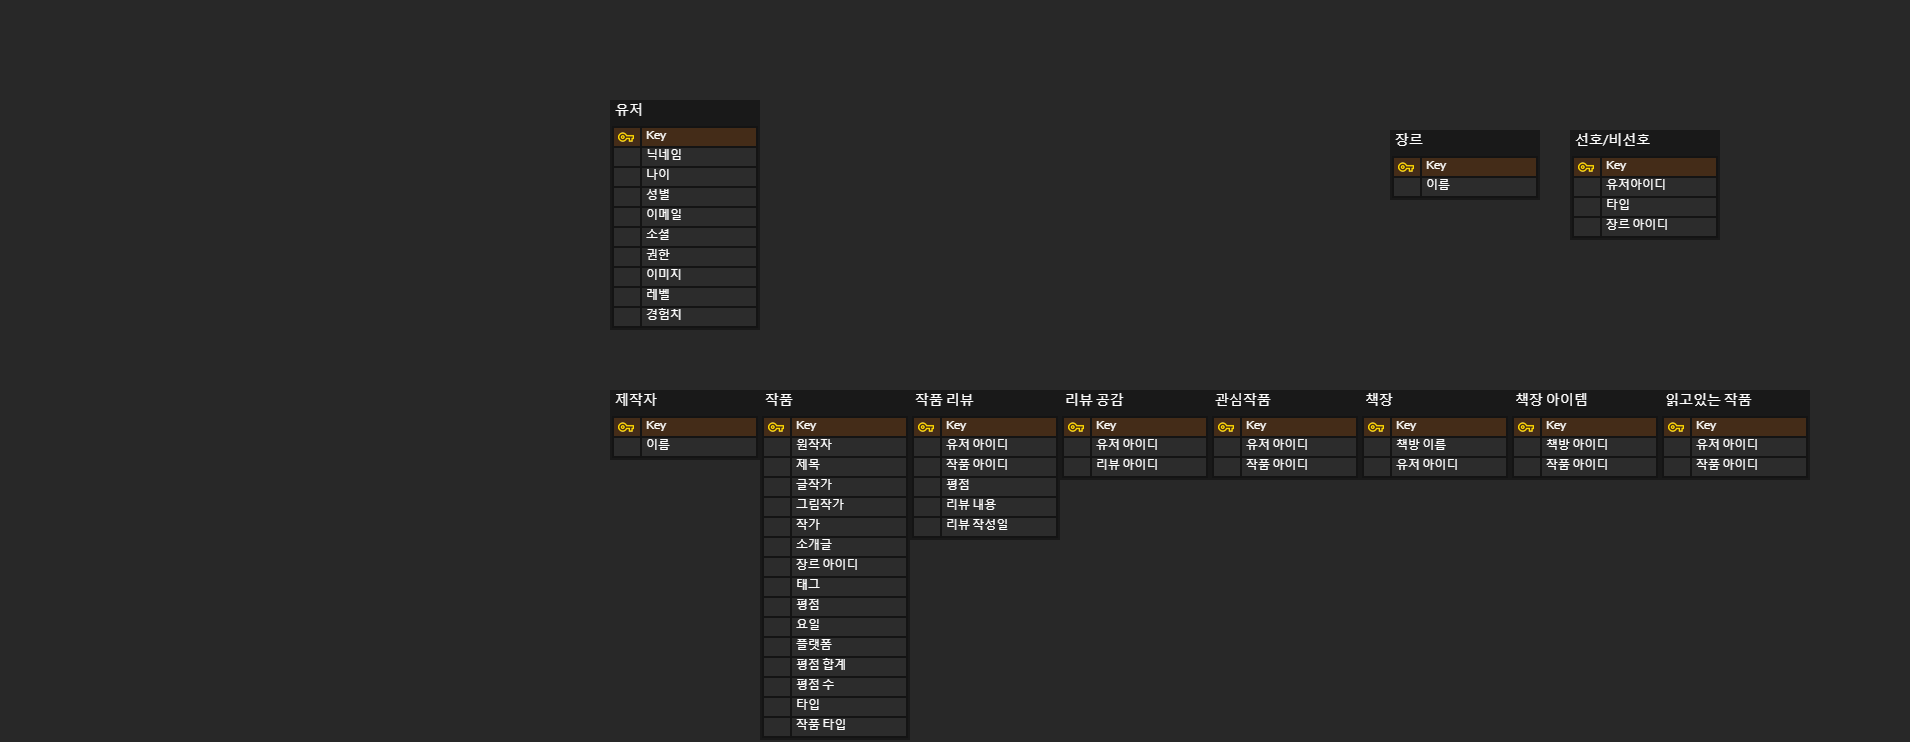 유저
Key
닉네임
나이
성별
이메일
소셜
권한
이미지
레벨
경험치
장르
Key
이름
선호/비선호
Key
유저아이디
타입
장르 아이디
제작자
Key
이름
작품
Key
원작자
제목
글작가
그림작가
작가
소개글
장르 아이디
태그
평점
요일
플랫폼
평점 합계
평점 수
타입
작품 타입
작품 리뷰
Key
유저 아이디
작품 아이디
평점
리뷰 내용
리뷰 작성일
리뷰 공감
Key
유저 아이디
리뷰 아이디
관심작품
Key
유저 아이디
작품 아이디
책장
Key
책방 이름
유저 아이디
책장 아이템
Key
책방 아이디
작품 아이디
읽고있는 작품
Key
유저 아이디
작품 아이디